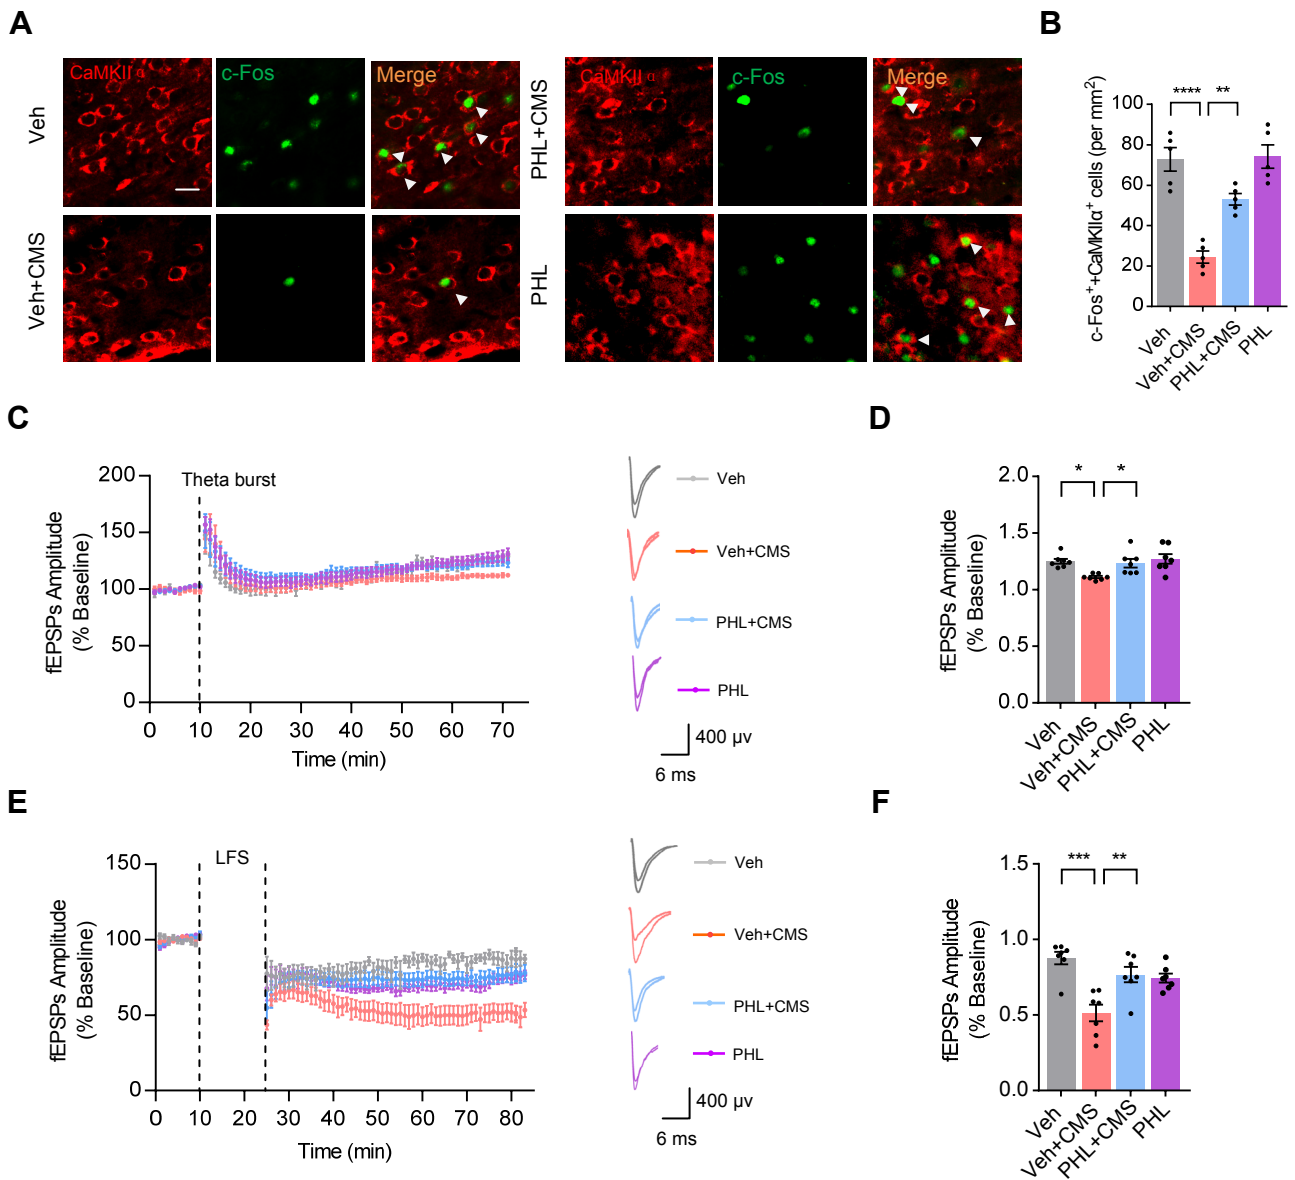 A
CaMKII α
c-Fos
Merge
Veh
Veh+CMS
CaMKII α
c-Fos
Merge
PHL+CMS
PHL
B
c-Fos⁺+CaMKIIα⁺ cells (per mm²)
100
80
60
40
20
0
****
**
Veh
Veh+CMS
PHL+CMS
PHL
C
fEPSPs Amplitude
(% Baseline)
200
150
100
50
0
Theta burst
0 10 20 30 40 50 60 70
Time (min)
Veh
Veh+CMS
PHL+CMS
PHL
400 μv
6 ms
D
fEPSPs Amplitude
(% Baseline)
2.0
1.5
1.0
0.5
0.0
*
*
Veh
Veh+CMS
PHL+CMS
PHL
E
fEPSPs Amplitude
(% Baseline)
150
100
50
0
LFS
0 10 20 30 40 50 60 70 80
Time (min)
Veh
Veh+CMS
PHL+CMS
PHL
400 μv
6 ms
F
fEPSPs Amplitude
(% Baseline)
1.5
1.0
0.5
0.0
***
**
Veh
Veh+CMS
PHL+CMS
PHL